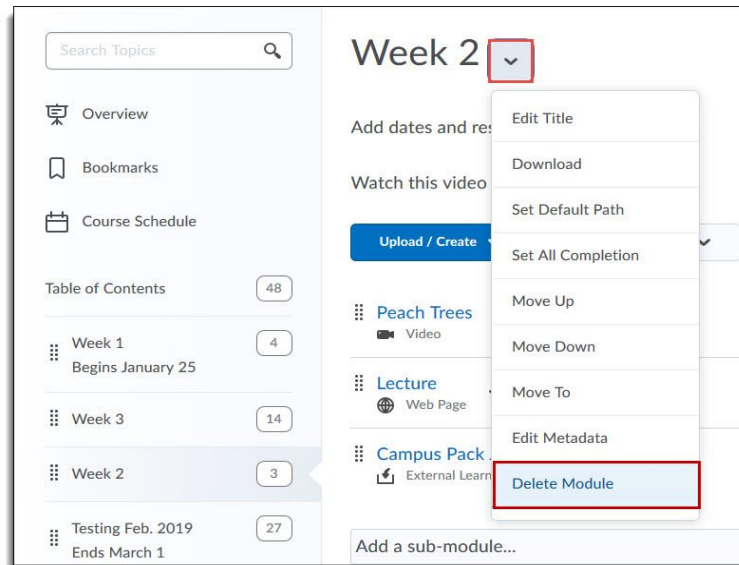 Search Topics
Overview
Bookmarks
Course Schedule
Table of Contents 48
Week 1 4
Begins January 25
Week 3 14
Week 2 3
Testing Feb. 2019 27
Ends March 1
Week 2
Add dates and res
Watch this video
Upload / Create
Peach Trees
Video
Lecture
Web Page
Campus Pack
External Learn
Add a sub-module...
Edit Title
Download
Set Default Path
Set All Completion
Move Up
Move Down
Move To
Edit Metadata
Delete Module